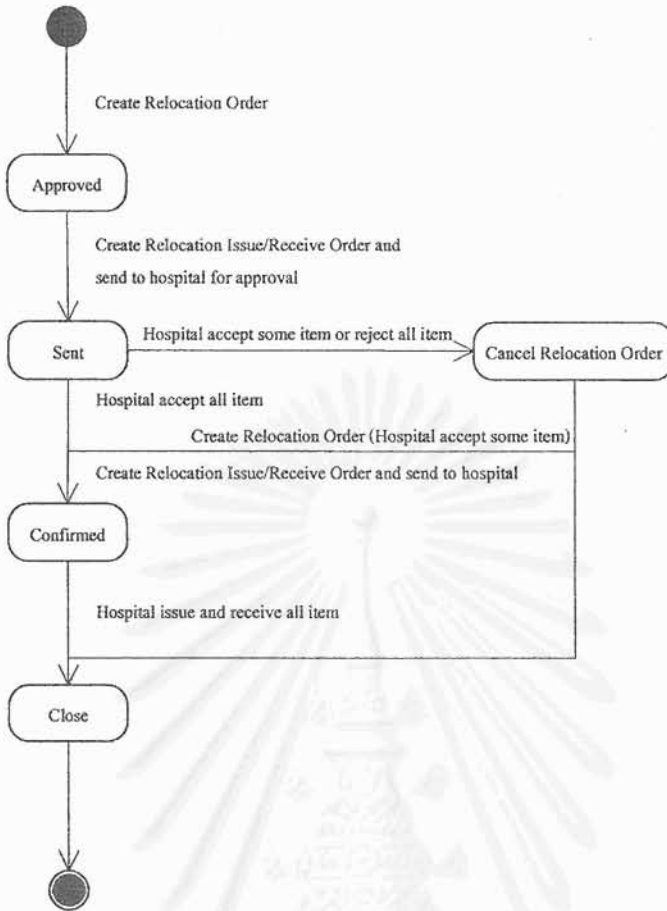 Create Relocation Order
Approved
Create Relocation Issue/Receive Order and
send to hospital for approval
Hospital accept some item or reject all item
Sent
Cancel Relocation Order
Hospital accept all item
Create Relocation Order (Hospital accept some item)
Create Relocation Issue/Receive Order and send to hospital
Confirmed
Hospital issue and receive all item
Close